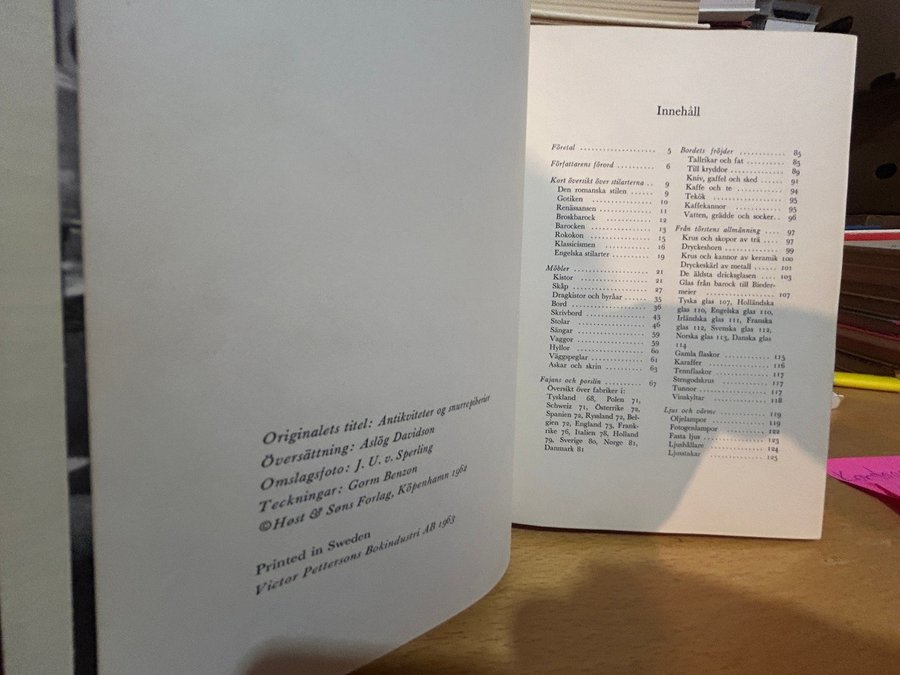 Originalets titel: Antikviteter og snurrepiberier
Översättning: Aslög Davidson
Omslagsfoto: J. U. v. Sperling
Teckningar: Gorm Benzon
©Høst & Søns Forlag, Köpenhamn 1961
Printed in Sweden
Victor Pettersons Bokindustri AB 1963
Innehåll
Företal .................. 5
Författarens förord .......... 6
Kort översikt över stilarterna .. 9
Den romanska stilen ...... 9
Gotiken .................. 10
Renässansen .............. 11
Broskbarock .............. 12
Barocken ................ 13
Rokokon ................ 15
Klassicismen .............. 16
Engelska stilarter .......... 19
Möbler .................... 21
Kistor .................... 21
Skåp .................... 27
Dragkistor och byråar ...... 35
Bord .................... 36
Skrivbord ................ 43
Stolar .................... 46
Sängar .................. 59
Vaggor .................. 59
Hyllor .................. 60
Väggspeglar .............. 61
Askar och skrin ............ 63
Fajans och porslin .......... 67
Översikt över fabriker i:
Tyskland 68, Polen 71,
Schweiz 71, Österrike 72,
Spanien 72, Ryssland 72, Bel-
gien 72, England 73, Frank-
rike 76, Italien 78, Holland
79, Sverige 80, Norge 81,
Danmark 81
Bordets fröjder ............ 85
Tallrikar och fat .......... 85
Till kryddor .............. 89
Kniv, gaffel och sked ...... 91
Kaffe och te .............. 94
Tekök .................. 95
Kaffekannor .............. 95
Vatten, grädde och socker .. 96
Från törstens allmänning .... 97
Krus och skopor av trä .... 97
Dryckeshorn .............. 99
Krus och kannor av keramik 100
Dryckeskärl av metall ...... 101
De äldsta dricksglasen .... 103
Glas från barock till Bieder-
meier .................. 107
Tyska glas 107, Holländska
glas 110, Engelska glas 110,
Irländska glas 111, Franska
glas 112, Svenska glas 112,
Norska glas 113, Danska glas
114
Gamla flaskor ............ 115
Karaffer ................ 116
Tennflaskor .............. 117
Stengodskrus ............ 117
Tunnor .................. 117
Vinskyltar .............. 118
Ljus och värme ............ 119
Oljelampor .............. 119
Fotogenlampor .......... 122
Fasta ljus ................ 123
Ljushållare .............. 124
Ljusstakar ................ 125